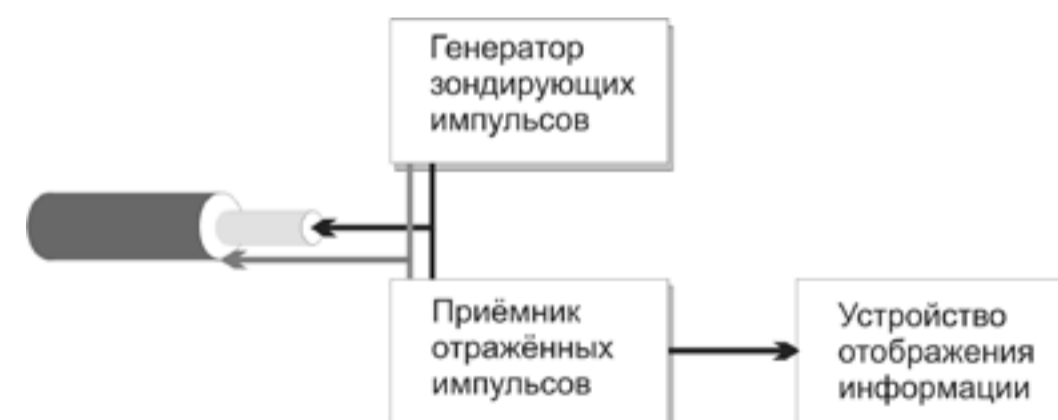 Генератор
зондирующих
импульсов
Приёмник
отражённых
импульсов
Устройство
отображения
информации